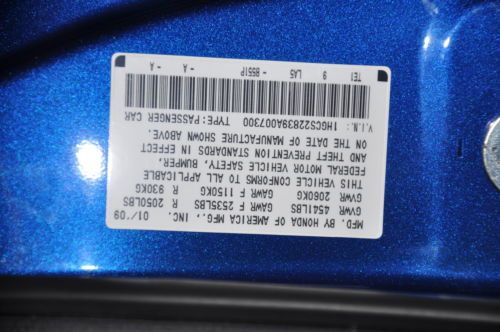 MFD. BY HONDA OF AMERICA MFG., INC. 01/'09
GVWR 4541LBS GAWR F 2535LBS R 2050LBS
GVWR 2060KG GAWR F 1150KG R 930KG
THIS VEHICLE CONFORMS TO ALL APPLICABLE
FEDERAL MOTOR VEHICLE SAFETY, BUMPER,
AND THEFT PREVENTION STANDARDS IN EFFECT
ON THE DATE OF MANUFACTURE SHOWN ABOVE.
V.I.N.: 1HGCS22839A007300 TYPE:PASSENGER CAR
TE1 9 LA5 - B551P - A - A